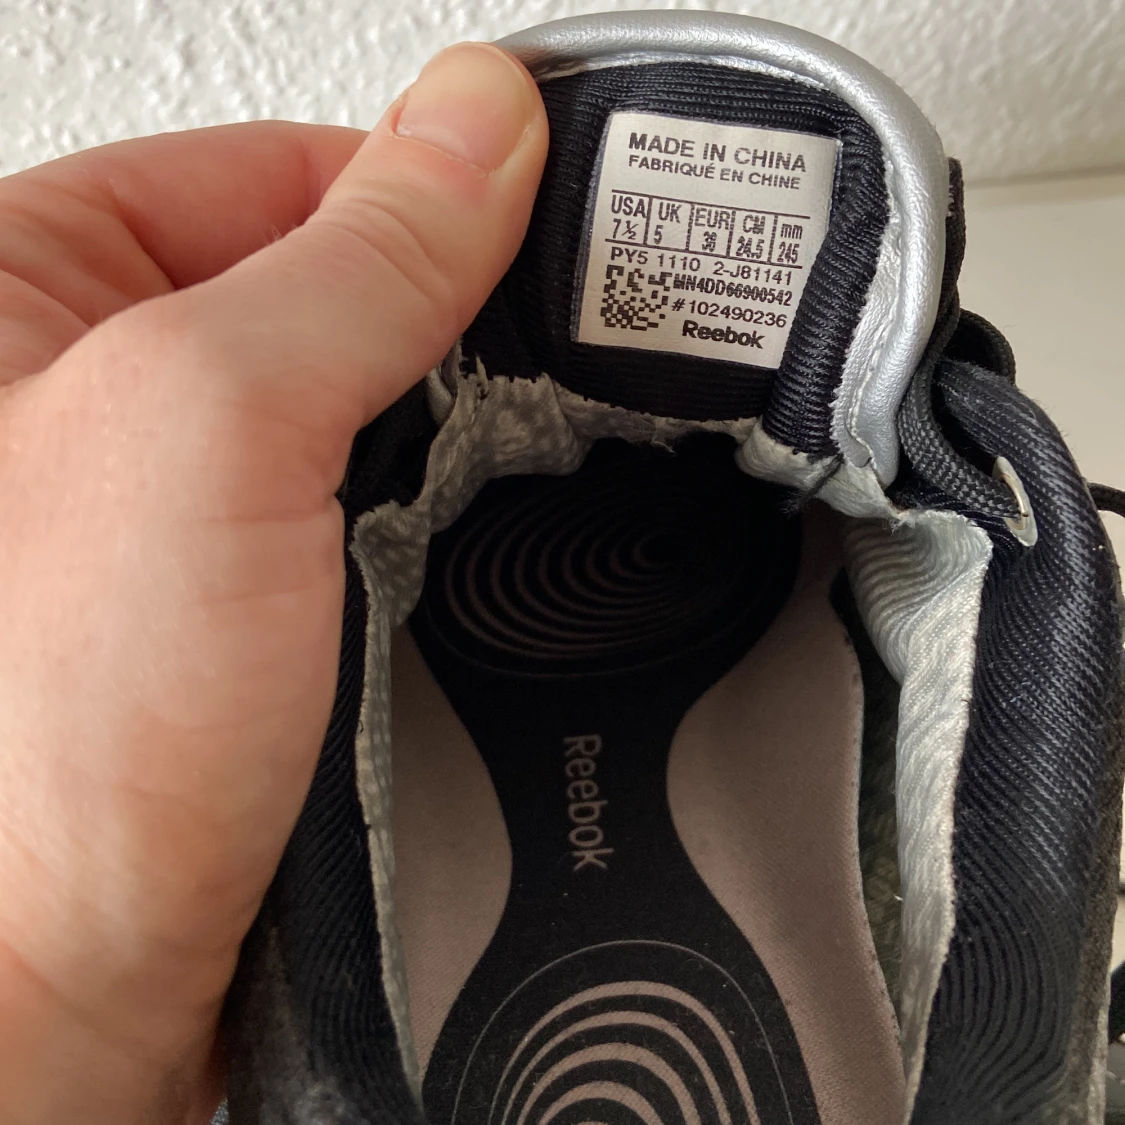 MADE IN CHINA
FABRIQUÉ EN CHINE
USA UK EUR CM mm
7½ 5 38 24.5 245
PY5 1110 2-J81141
MN4DD66900542
#102490236
Reebok
Reebok